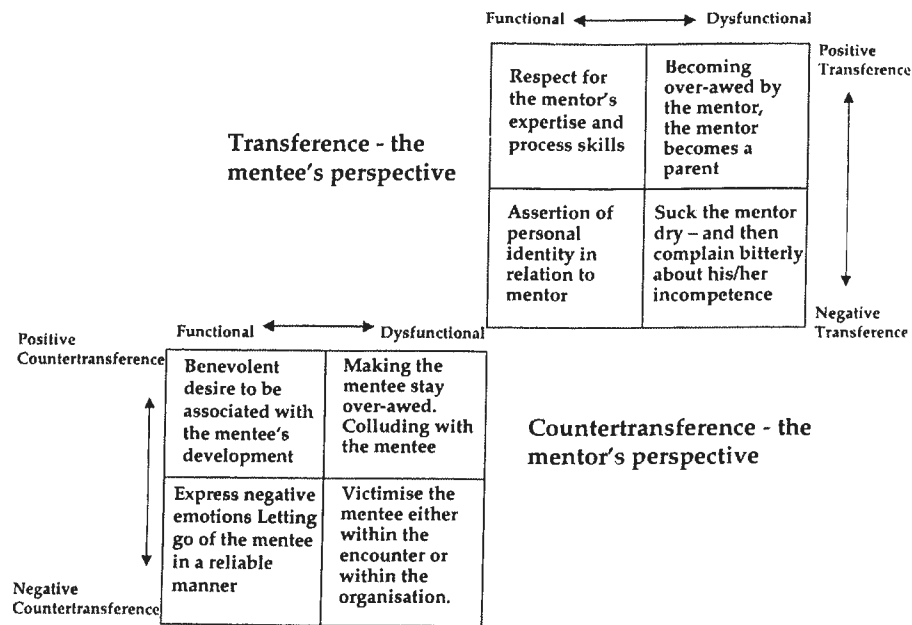 Functional Dysfunctional
Positive
Transference
Respect for
the mentor's
expertise and
process skills
Becoming
over-awed by
the mentor,
the mentor
becomes a
parent
Transference - the
mentee's perspective
Assertion of
personal
identity in
relation to
mentor
Suck the mentor
dry – and then
complain bitterly
about his/her
incompetence
Negative
Transference
Functional Dysfunctional
Positive
Countertransference
Benevolent
desire to be
associated with
the mentee's
development
Making the
mentee stay
over-awed.
Colluding with
the mentee
Countertransference - the
mentor's perspective
Express negative
emotions Letting
go of the mentee
in a reliable
manner
Victimise the
mentee either
within the
encounter or
within the
organisation.
Negative
Countertransference